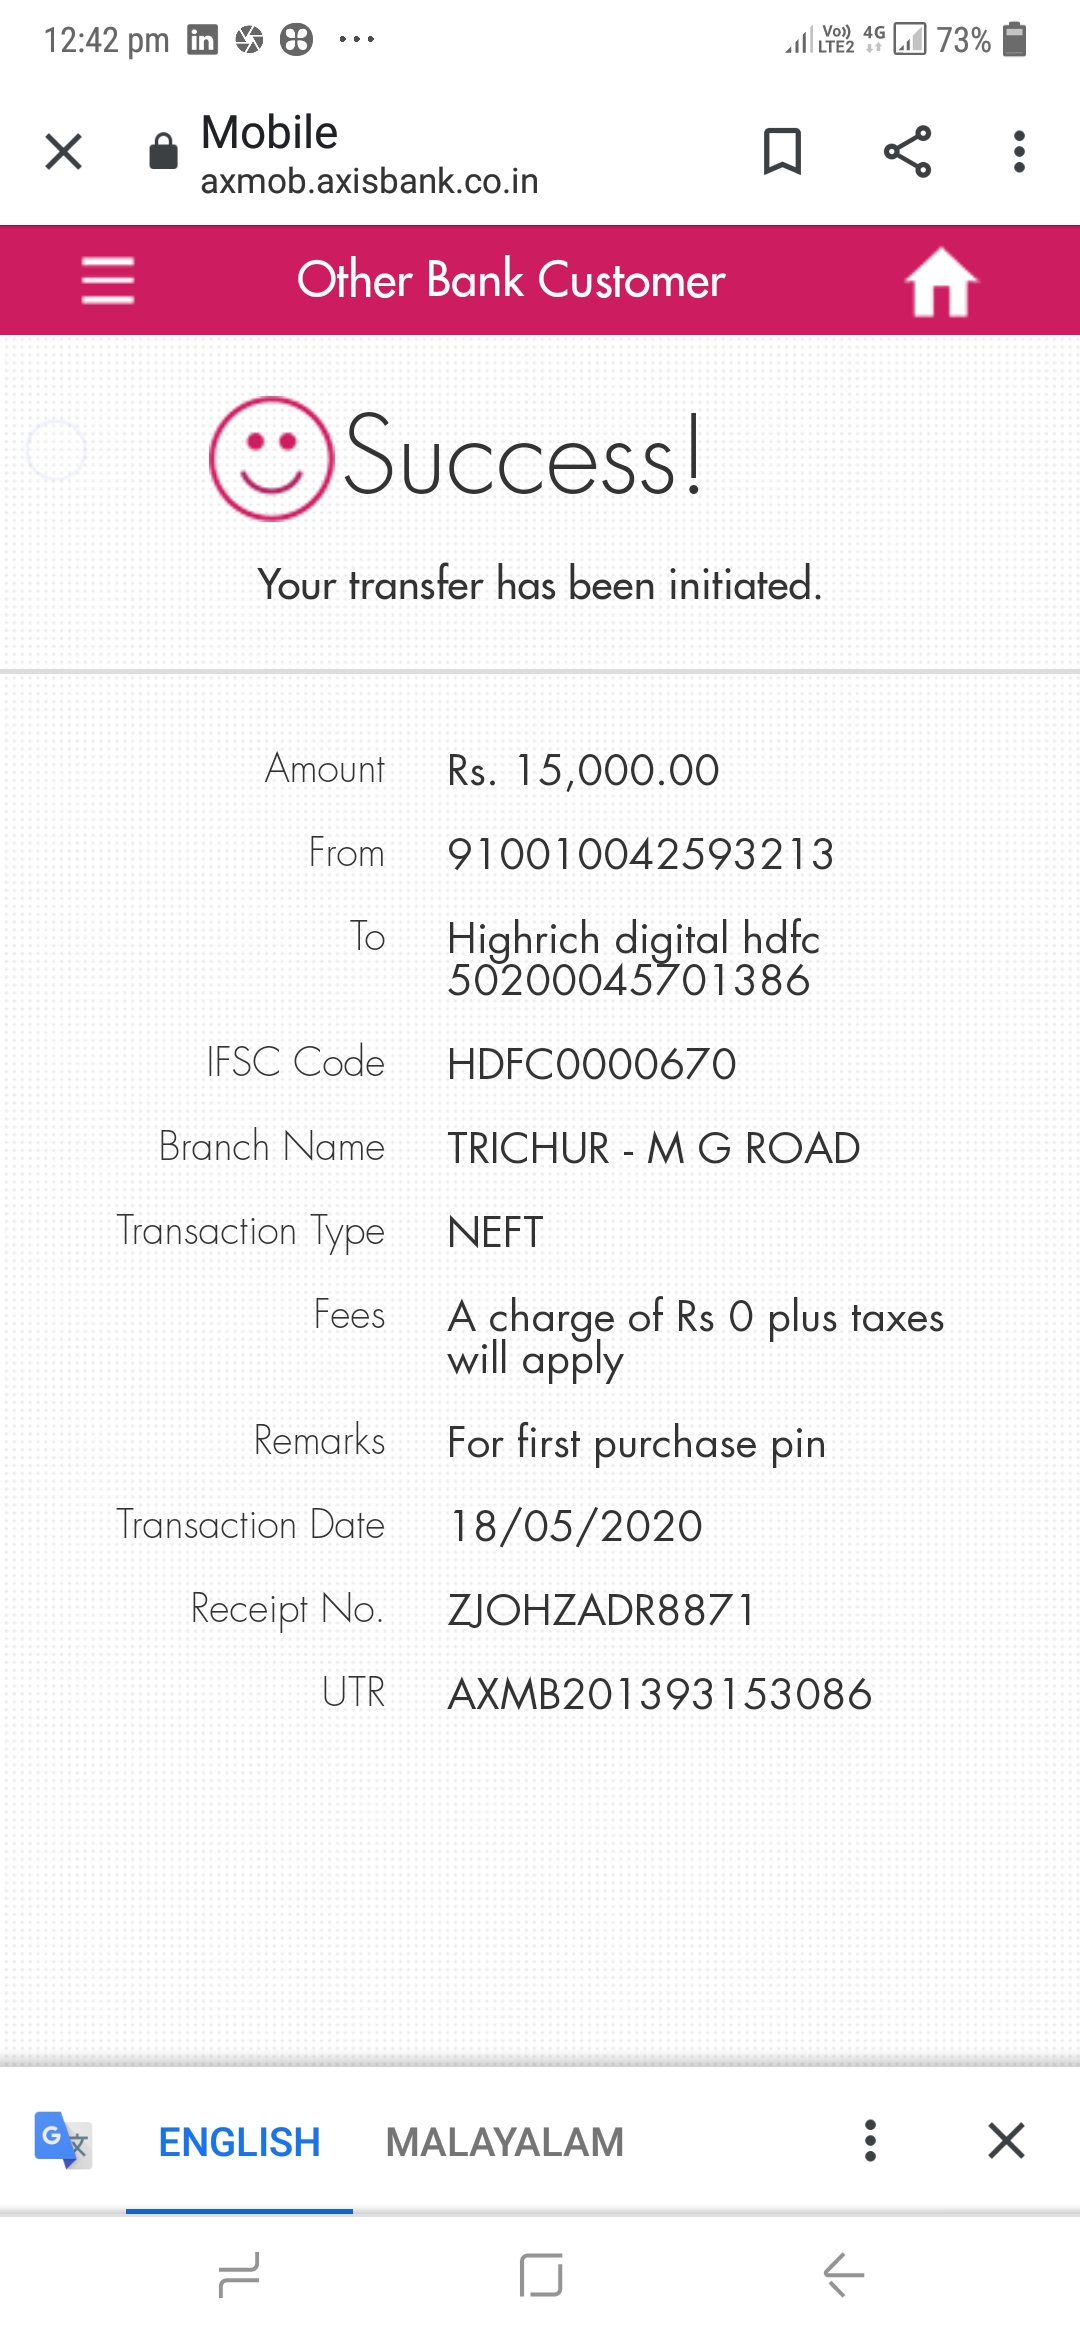 12:42 pm in ... Vo)) LTE2 4G 73%
Mobile
axmob.axisbank.co.in
Other Bank Customer
Success!
Your transfer has been initiated.
Amount Rs. 15,000.00
From 910010042593213
To Highrich digital hdfc
50200045701386
IFSC Code HDFC0000670
Branch Name TRICHUR - M G ROAD
Transaction Type NEFT
Fees A charge of Rs 0 plus taxes
will apply
Remarks For first purchase pin
Transaction Date 18/05/2020
Receipt No. ZJOHZADR8871
UTR AXMB201393153086
G 文 ENGLISH MALAYALAM